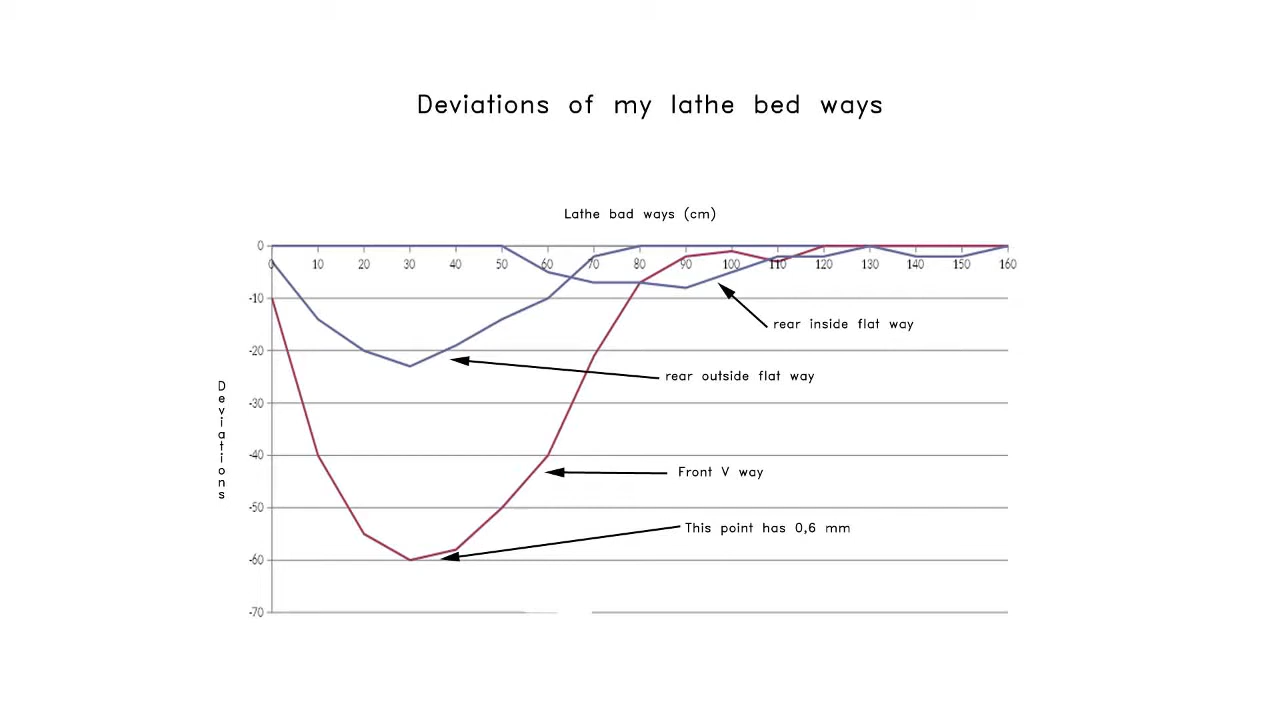 Deviations of my lathe bed ways
Lathe bad ways (cm)
0
0 10 20 30 40 50 60 70 80 90 100 110 120 130 140 150 160
-10
rear inside flat way
-20
rear outside flat way
Deviations
-30
-40
Front V way
-50
This point has 0,6 mm
-60
-70